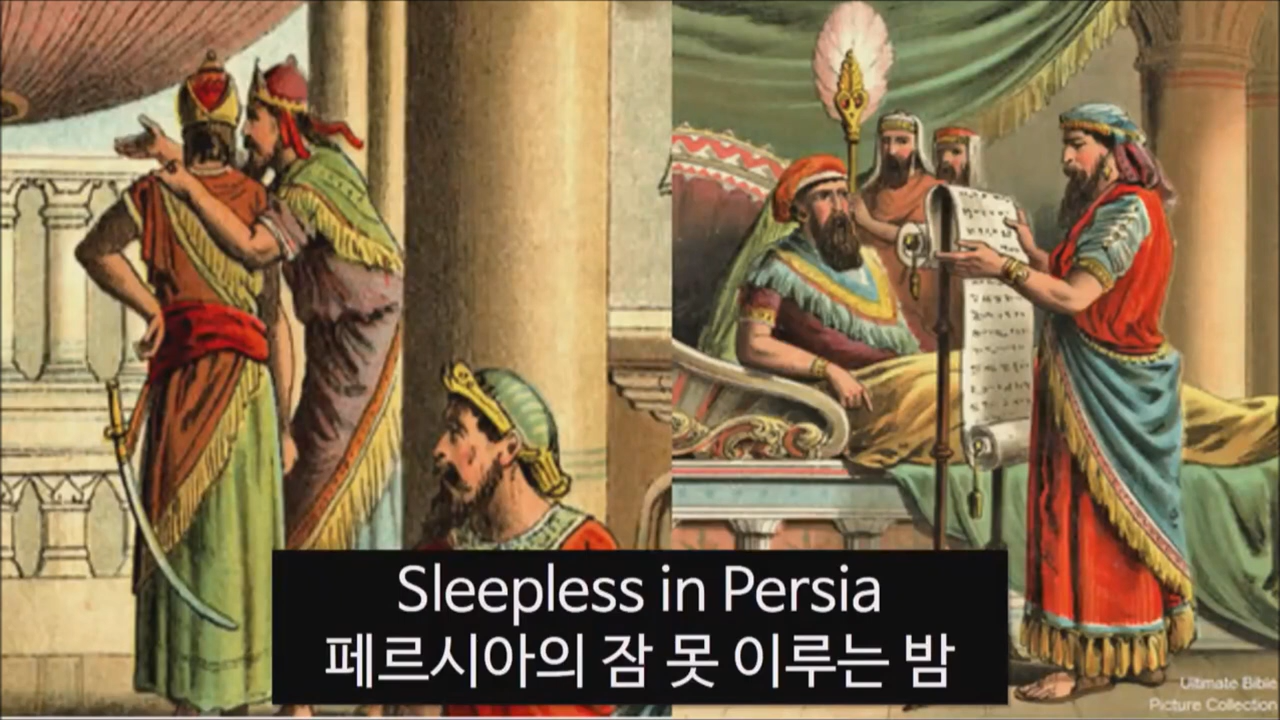 Sleepless in Persia
페르시아의 잠 못 이루는 밤
Ultimate Bible
Picture Collection